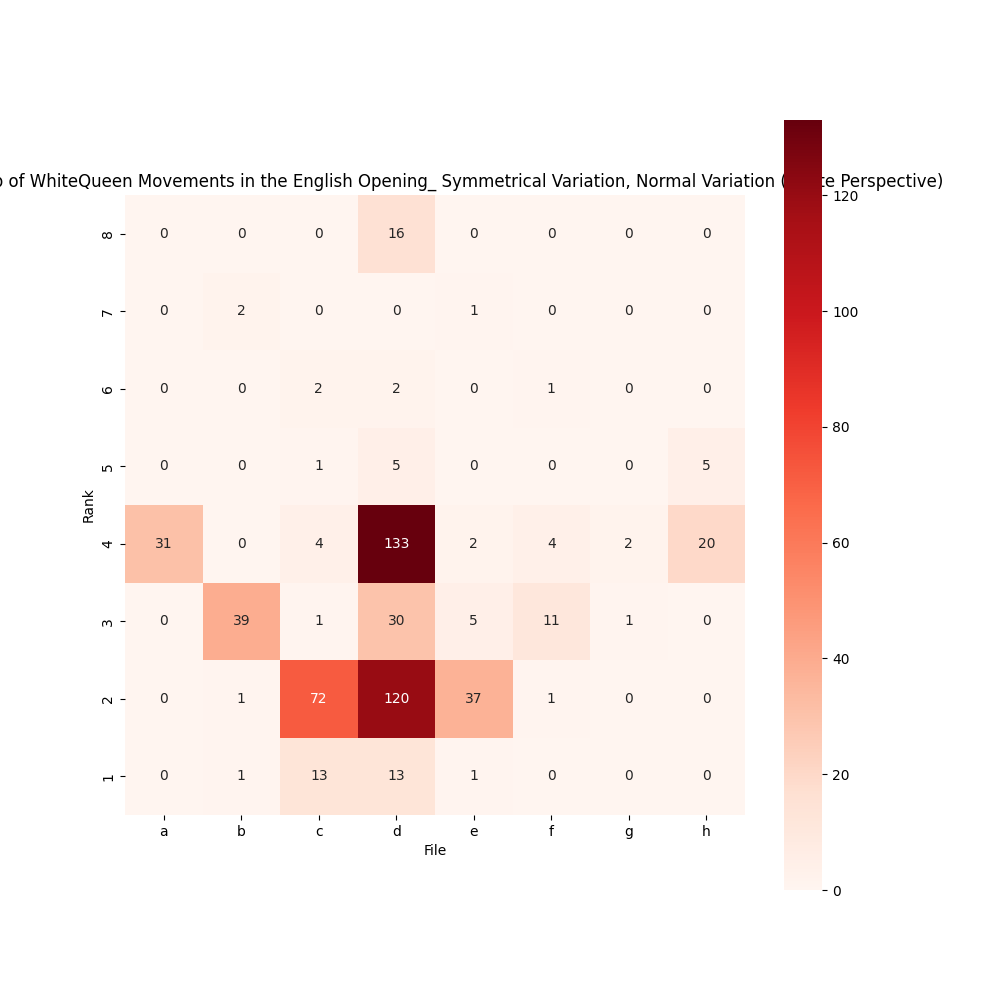 of WhiteQueen Movements in the English Opening_ Symmetrical Variation, Normal Variation ( Perspective)
120
8 0 0 0 16 0 0 0 0
7 0 2 0 0 1 0 0 0
100
6 0 0 2 2 0 1 0 0
80
5 0 0 1 5 0 0 0 5
Rank
4 31 0 4 133 2 4 2 20
60
3 0 39 1 30 5 11 1 0
40
2 0 1 72 120 37 1 0 0
1 0 1 13 13 1 0 0 0
20
a b c d e f g h
File
0